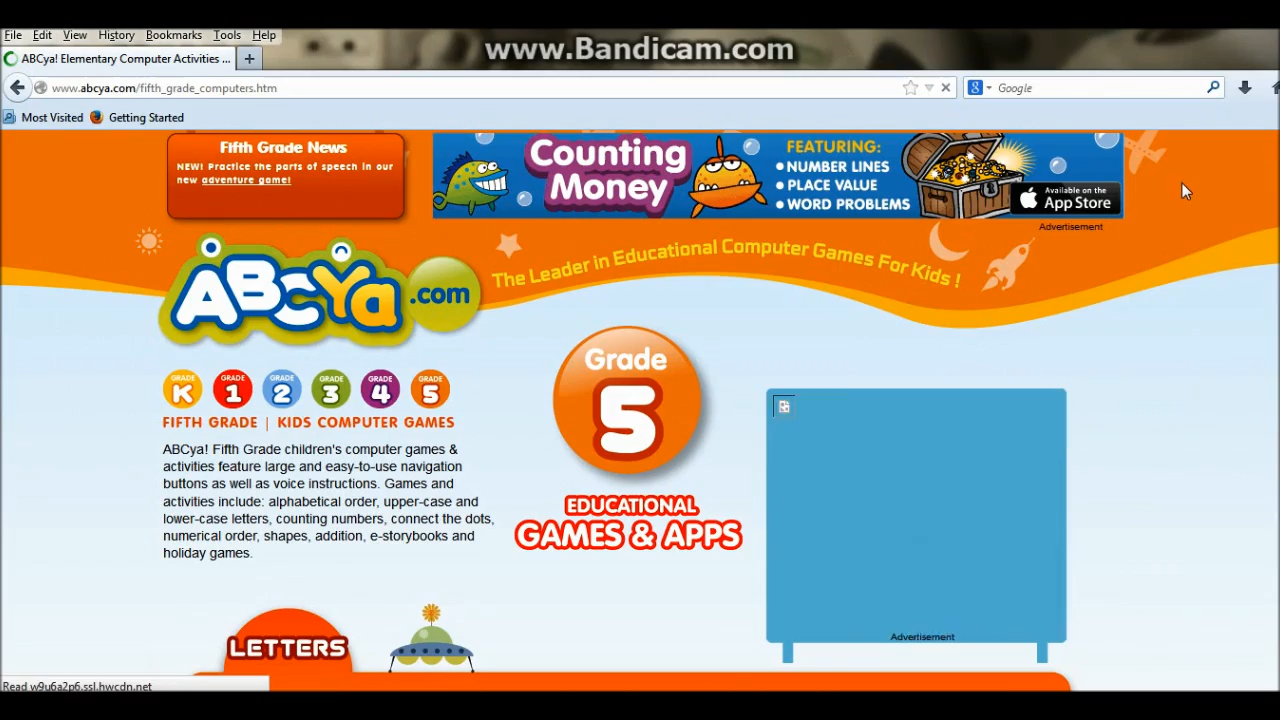 www.Bandicam.com
File Edit View History Bookmarks Tools Help
ABCya! Elementary Computer Activities ...
www.abcya.com/fifth_grade_computers.htm
Google
Most Visited Getting Started
Fifth Grade News
NEW! Practice the parts of speech in our
new adventure game!
Counting
Money
FEATURING:
• NUMBER LINES
• PLACE VALUE
• WORD PROBLEMS
Available on the
App Store
Advertisement
ABCYa.com
The Leader in Educational Computer Games For Kids !
GRADE K GRADE 1 GRADE 2 GRADE 3 GRADE 4 GRADE 5
FIFTH GRADE | KIDS COMPUTER GAMES
ABCya! Fifth Grade children's computer games &
activities feature large and easy-to-use navigation
buttons as well as voice instructions. Games and
activities include: alphabetical order, upper-case and
lower-case letters, counting numbers, connect the dots,
numerical order, shapes, addition, e-storybooks and
holiday games.
Grade
5
EDUCATIONAL
GAMES & APPS
Advertisement
LETTERS
Read w9u6a2p6.ssl.hwcdn.net